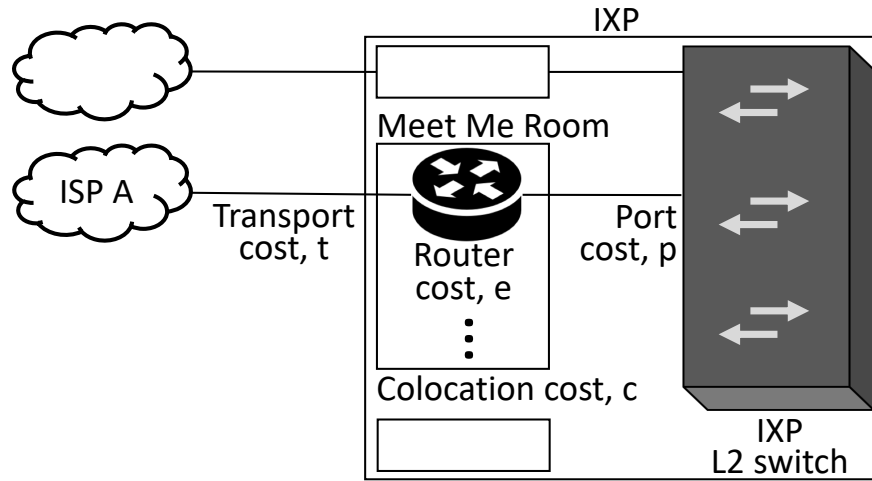 IXP
Meet Me Room
ISP A
Transport
cost, t
Port
cost, p
Router
cost, e
Colocation cost, c
IXP
L2 switch